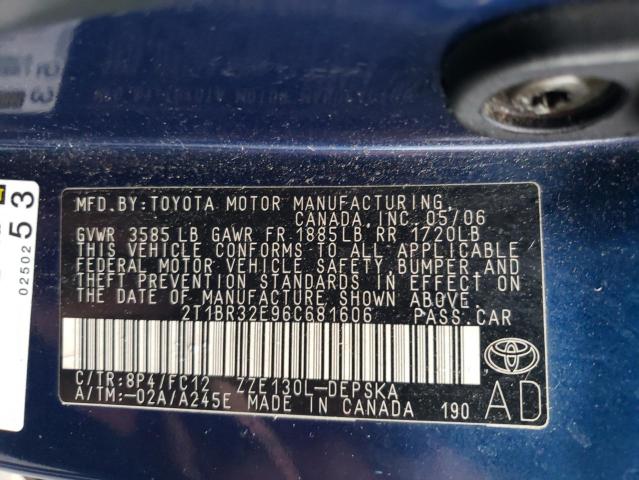 MFD.BY:TOYOTA MOTOR MANUFACTURING,
CANADA, INC. 05/06
GVWR 3585 LB GAWR FR 1885LB RR 1720LB
THIS VEHICLE CONFORMS TO ALL APPLICABLE
FEDERAL MOTOR VEHICLE SAFETY,BUMPER,AND
THEFT PREVENTION STANDARDS IN EFFECT ON
THE DATE OF MANUFACTURE SHOWN ABOVE.
2T1BR32E96C681606 PASS.CAR
C/TR:8P4/FC12 ZZE130L-DEPSKA
A/TM:-02A/A245E MADE IN CANADA 190
AD
0250253